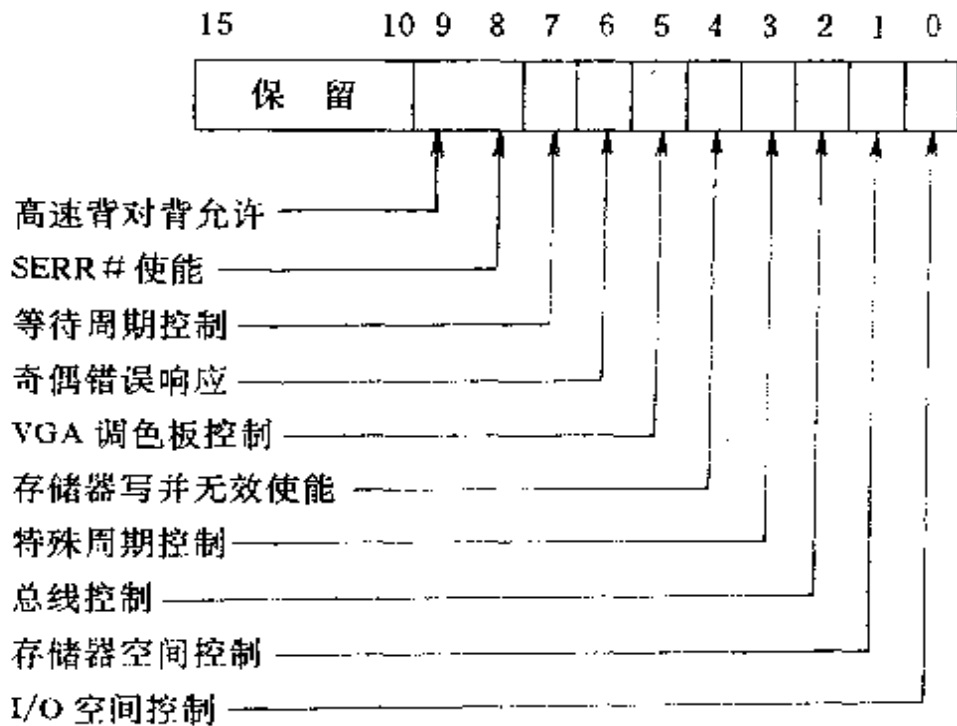 15 10 9 8 7 6 5 4 3 2 1 0
保 留
高速背对背允许
SERR# 使能
等待周期控制
奇偶错误响应
VGA 调色板控制
存储器写并无效使能
特殊周期控制
总线控制
存储器空间控制
I/O 空间控制